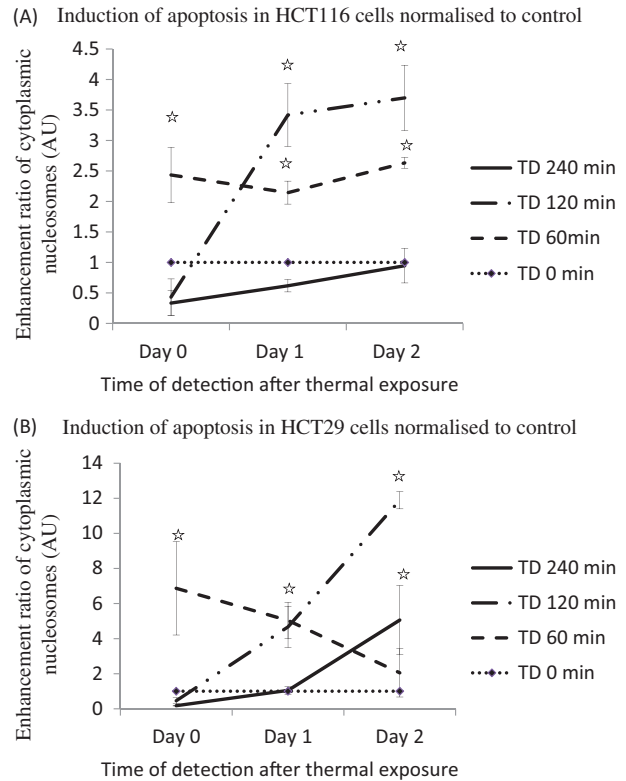 (A) Induction of apoptosis in HCT116 cells normalised to control
Enhancement ratio of cytoplasmic
nucleosomes (AU)
4.5
4
3.5
3
2.5
2
1.5
1
0.5
0
Day 0 Day 1 Day 2
Time of detection after thermal exposure
TD 240 min
TD 120 min
TD 60min
TD 0 min
(B) Induction of apoptosis in HCT29 cells normalised to control
Enhancement ratio of cytoplasmic
nucleosomes (AU)
14
12
10
8
6
4
2
0
Day 0 Day 1 Day 2
Time of detection after thermal exposure
TD 240 min
TD 120 min
TD 60 min
TD 0 min